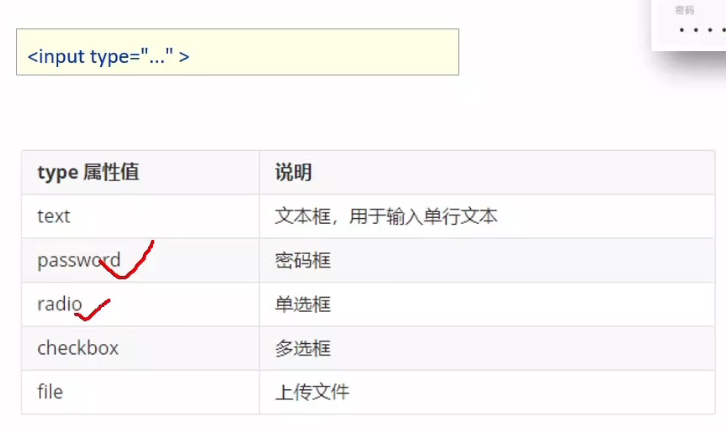 密码
<input type="..." >
type 属性值 说明
text 文本框，用于输入单行文本
password 密码框
radio 单选框
checkbox 多选框
file 上传文件